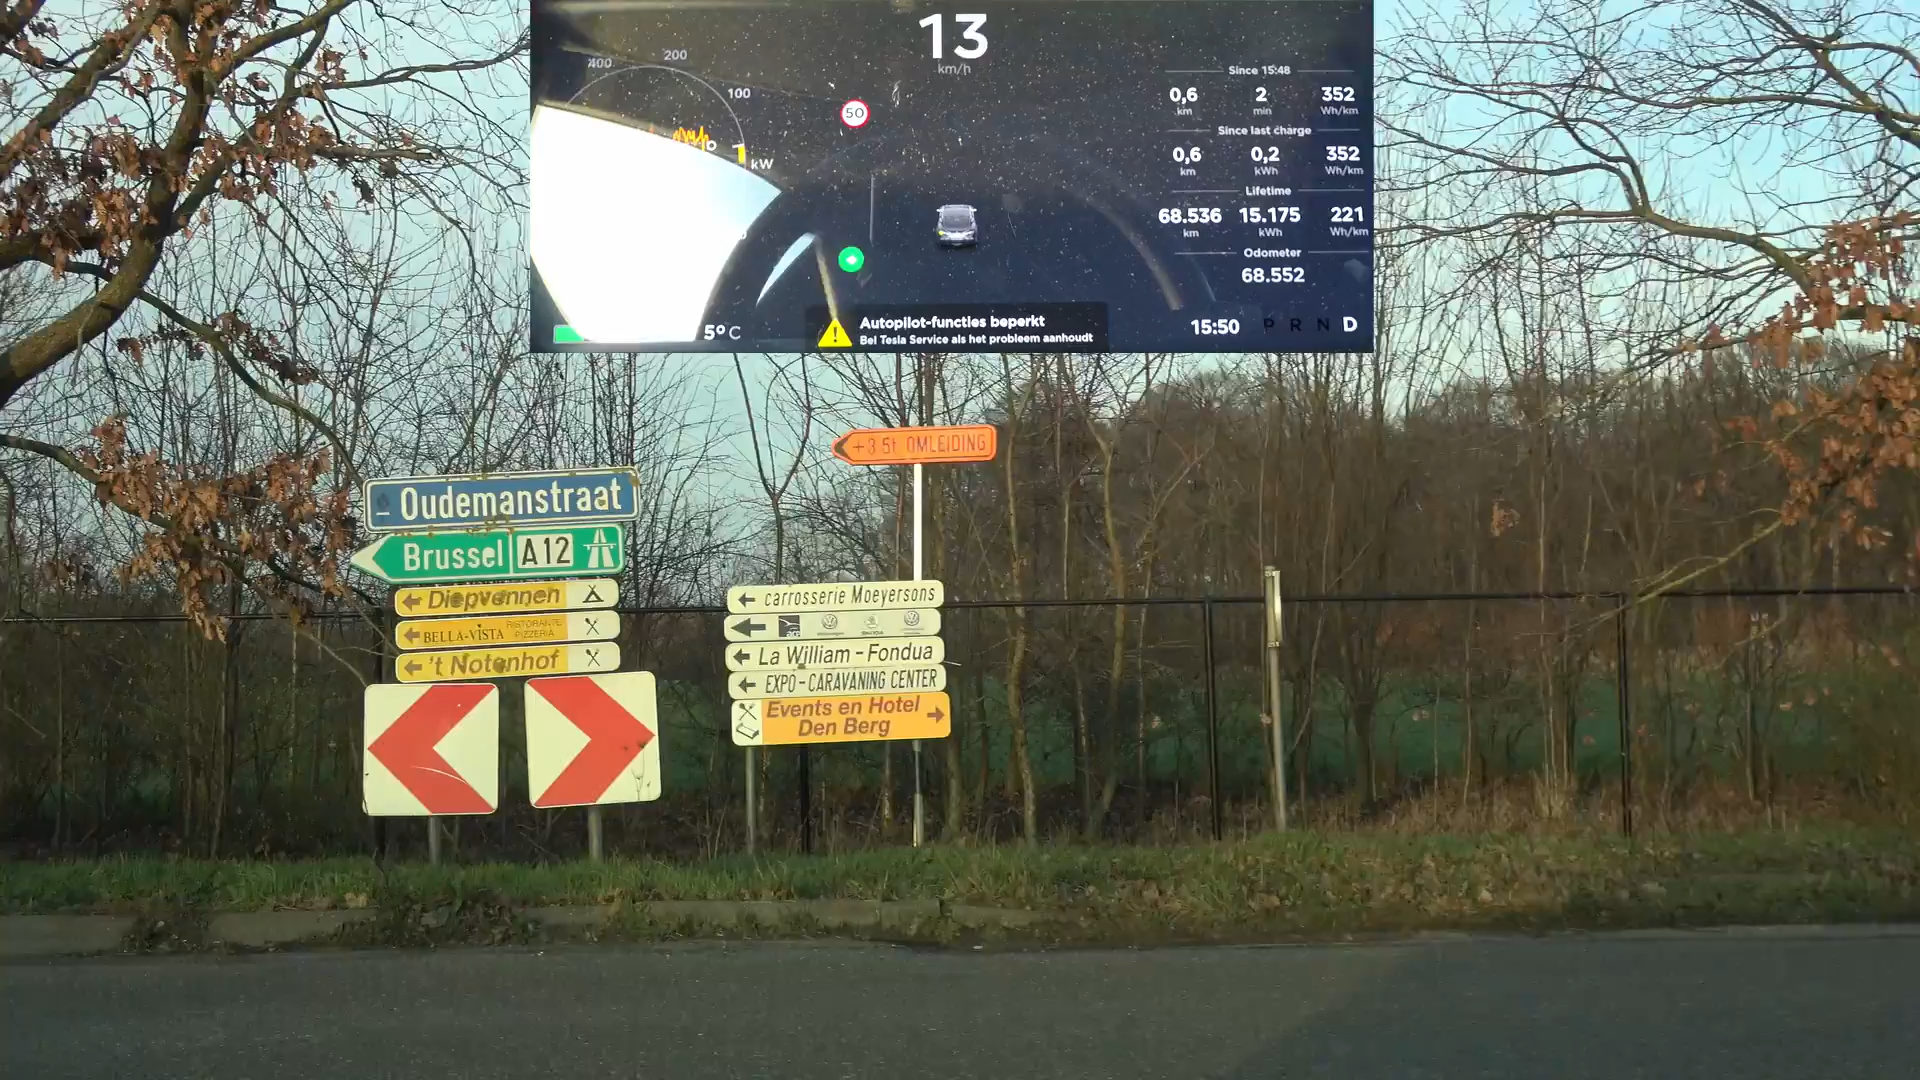 13
km/h
400
200
100
kW
50
Since 15:48
0,6
2
352
km
min
Wh/km
Since last charge
0,6
0,2
352
km
kWh
Wh/km
Lifetime
68.536
15.175
221
km
kWh
Wh/km
Odometer
68.552
5° C
Autopilot-functies beperkt
Bel Tesla Service als het probleem aanhoudt
15:50
P R N D
+3 5t OMLEIDING
Oudemanstraat
Brussel A12
Diepvennen
BELLA-VISTA RISTORANTE PIZZERIA
't Notenhof
carrosserie Moeyersons
La William - Fondua
EXPO-CARAVANING CENTER
Events en Hotel
Den Berg